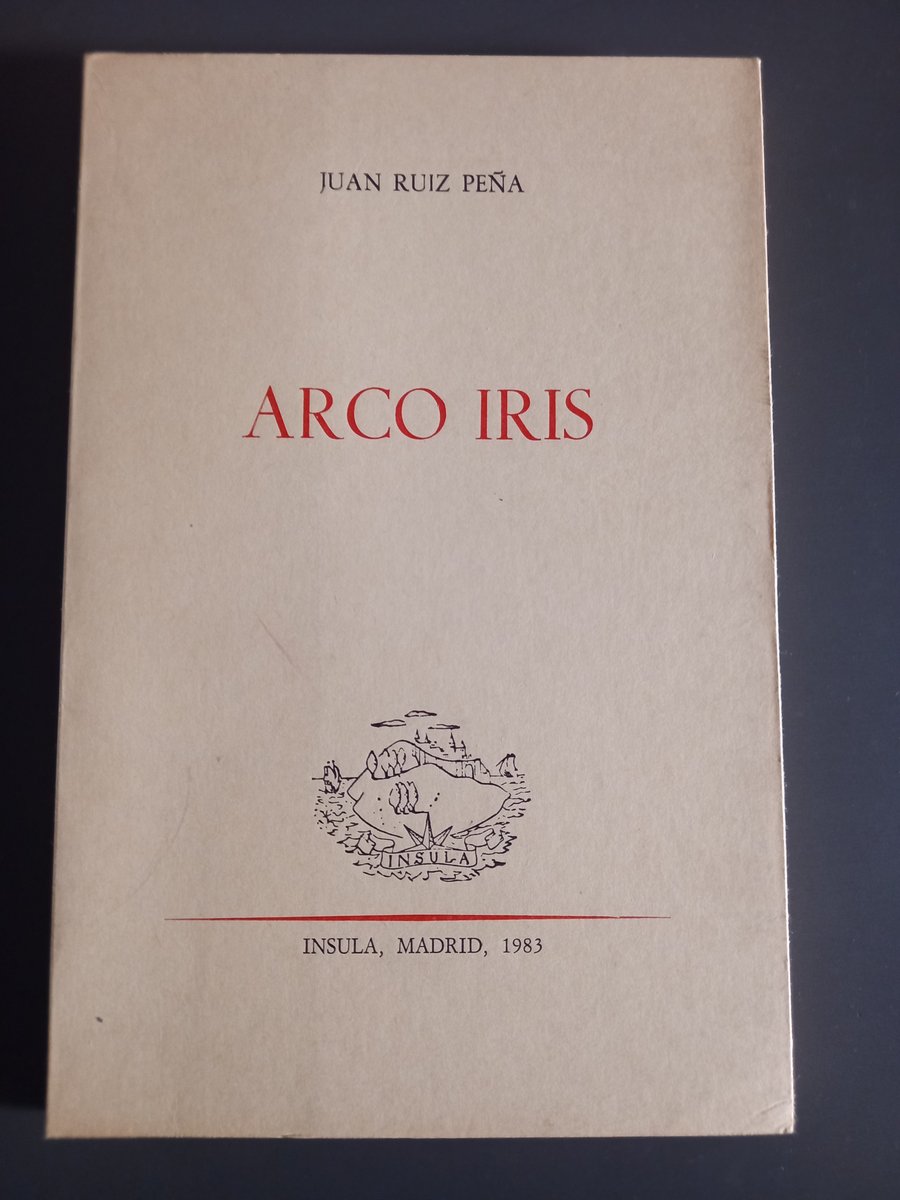 JUAN RUIZ PEÑA
ARCO IRIS
INSULA
INSULA, MADRID, 1983